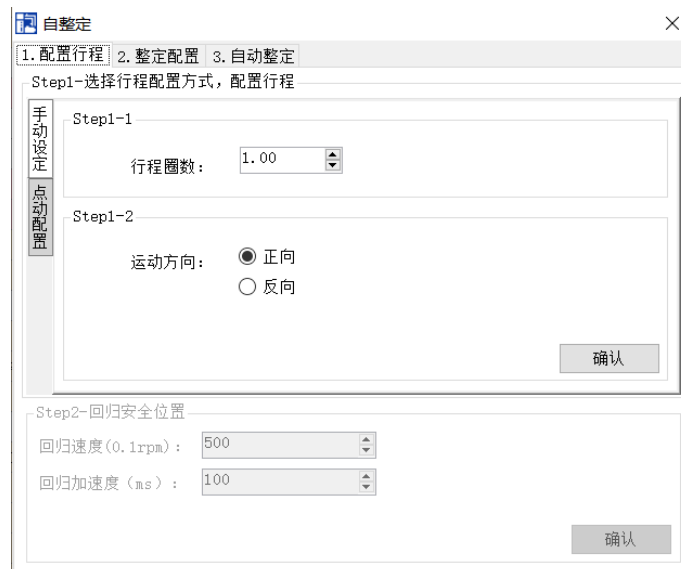 自整定
1.配置行程 2.整定配置 3.自动整定
Step1-选择行程配置方式，配置行程
手动设定
点动配置
Step1-1
行程圈数： 1.00
Step1-2
运动方向： 正向
反向
确认
Step2-回归安全位置
回归速度(0.1rpm)： 500
回归加速度（ms）： 100
确认